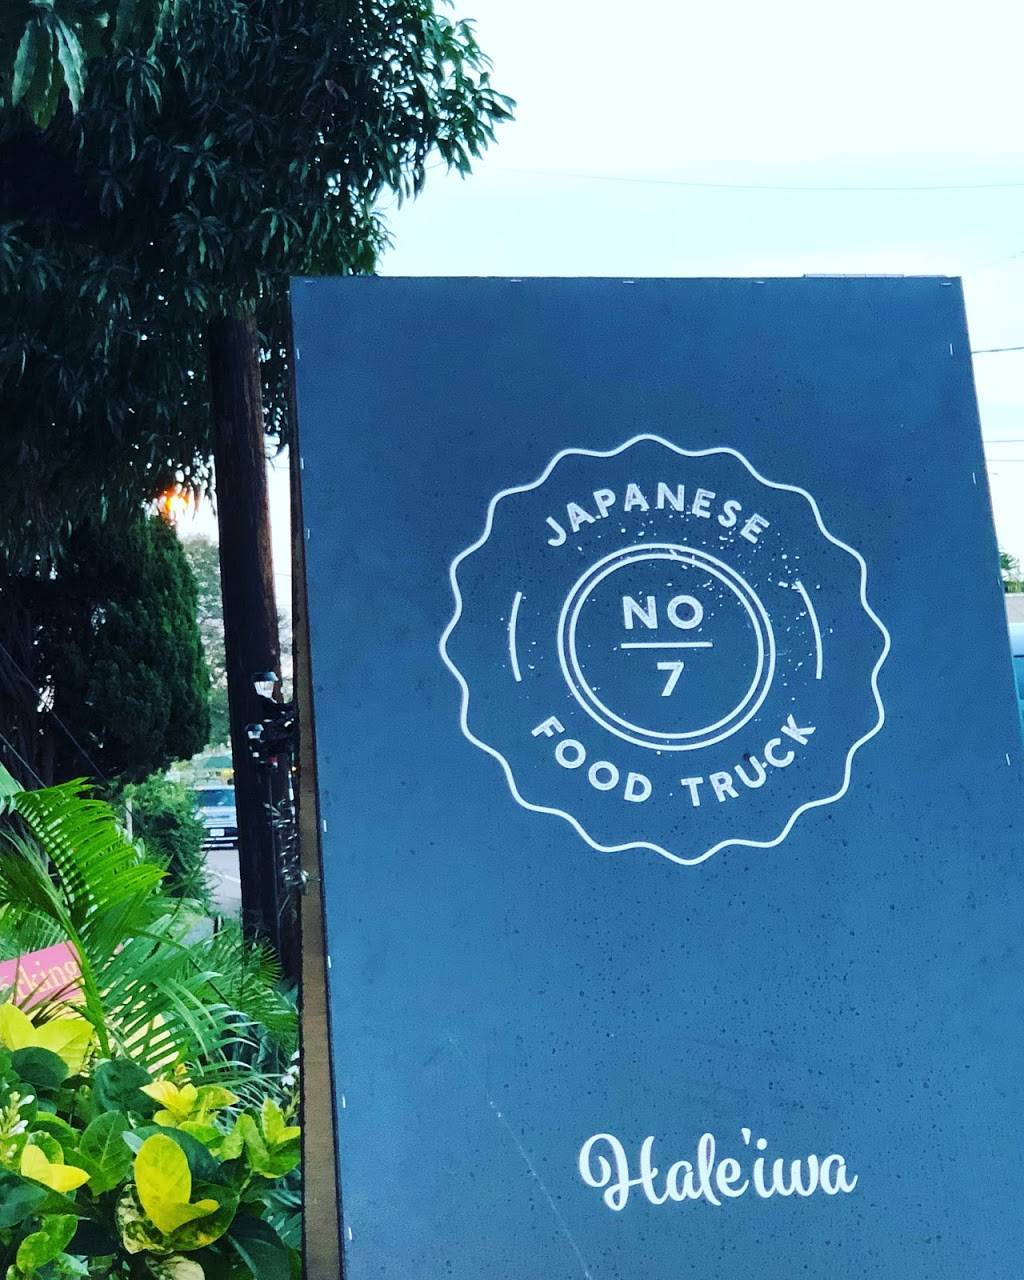 JAPANESE
NO
7
FOOD TRUCK
Hale'iwa